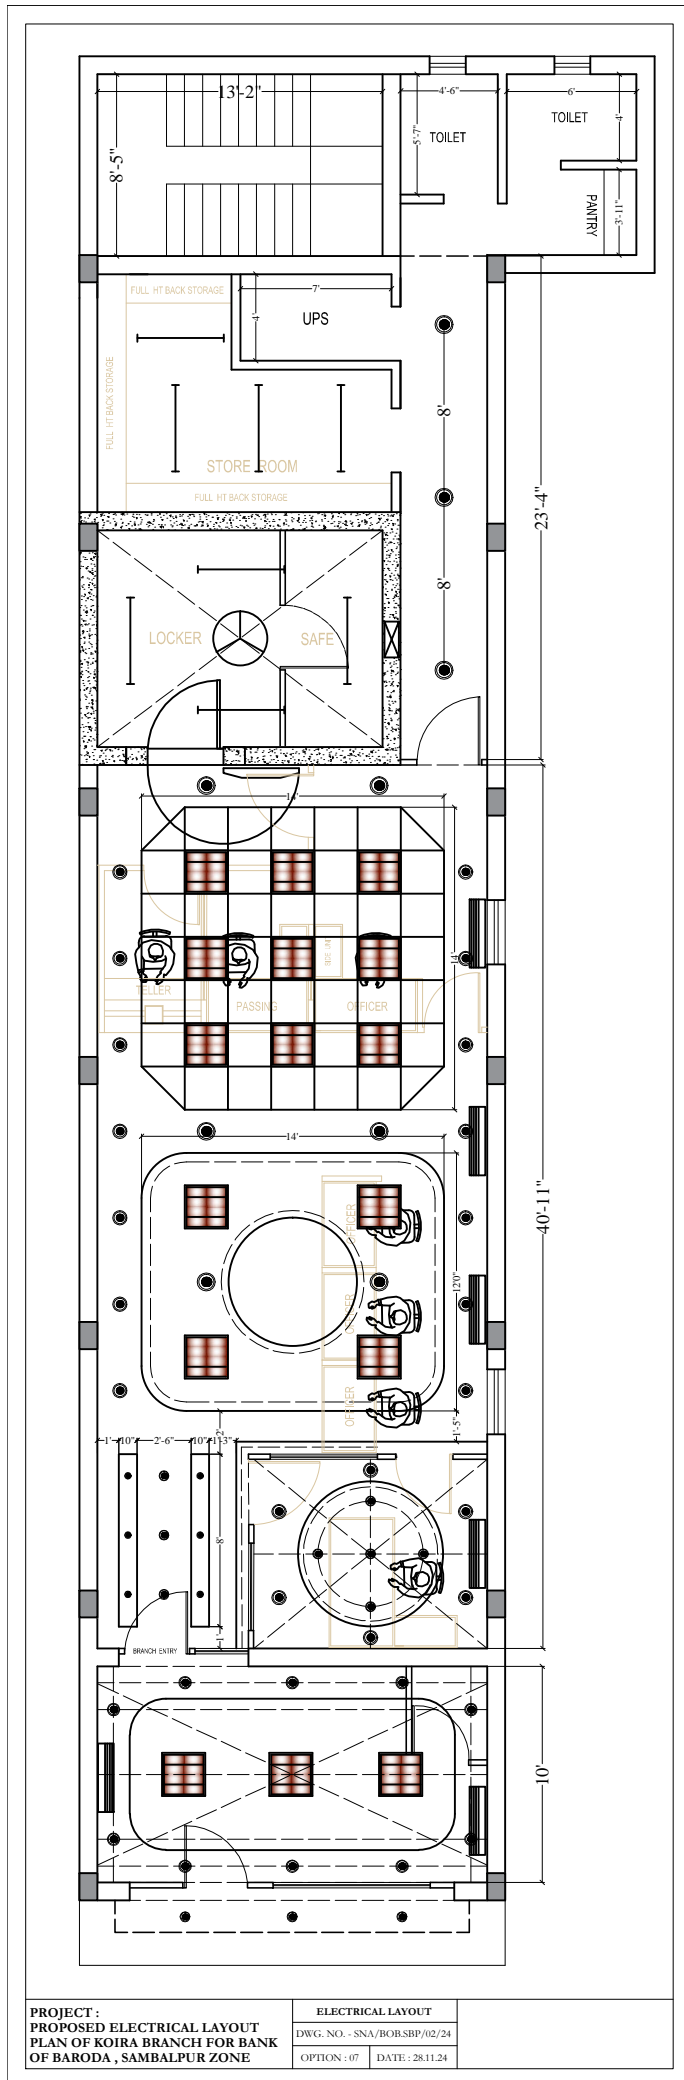 13'-2"
4'-6"
6'
TOILET
TOILET
4'
5'-7"
8'-5"
PANTRY
3'-11"
FULL HT BACK STORAGE
7'
UPS
4'
FULL HT BACK STORAGE
8'
STORE ROOM
FULL HT BACK STORAGE
23'-4"
8'
LOCKER
SAFE
14'
14'
TELLER
PASSING
OFFICER
14'
OFFICER
40'-11"
12'0"
OFFICER
OFFICER
1'-5"
2'
1'
10"
2'-6"
10"
1'-3"
8'
1'
BRANCH ENTRY
10'
PROJECT :
PROPOSED ELECTRICAL LAYOUT
PLAN OF KOIRA BRANCH FOR BANK
OF BARODA , SAMBALPUR ZONE
ELECTRICAL LAYOUT
DWG. NO. - SNA/BOB.SBP/02/24
OPTION : 07
DATE : 28.11.24